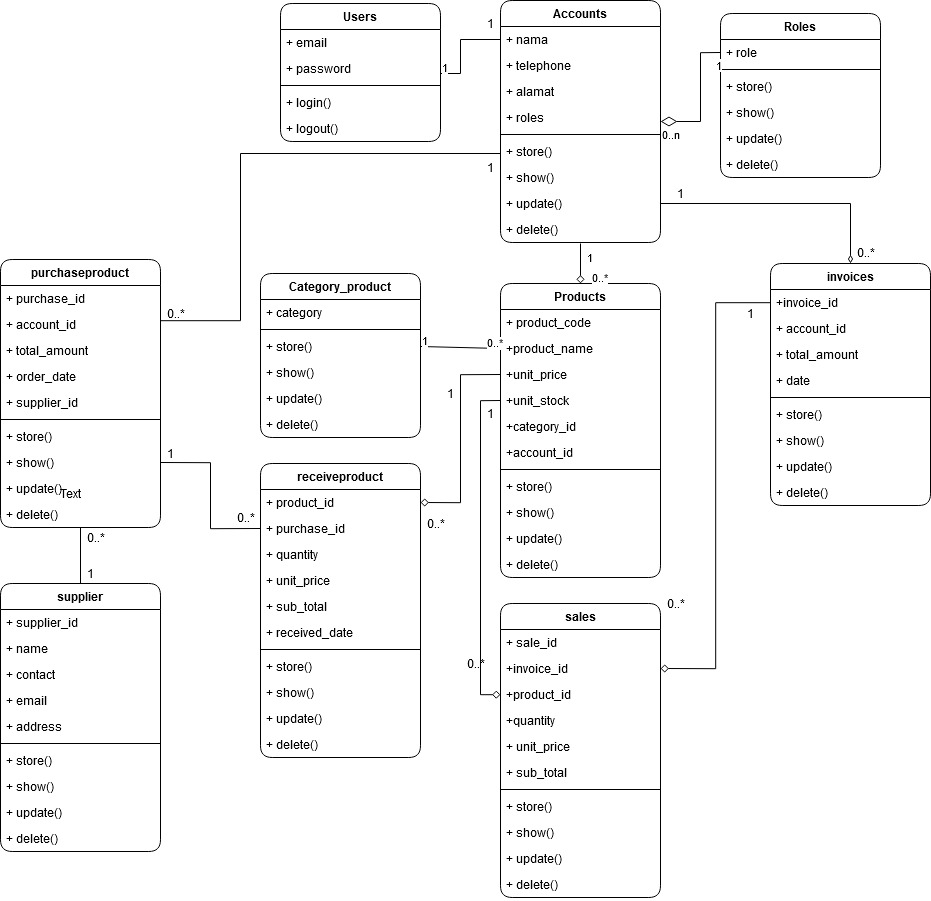 Users
+ email
+ password
+ login()
+ logout()
1
1
Accounts
+ nama
+ telephone
+ alamat
+ roles
+ store()
+ show()
+ update()
+ delete()
Roles
+ role
+ store()
+ show()
+ update()
+ delete()
1
0..n
1
0..*
1
0..*
1
0..*
purchaseproduct
+ purchase_id
+ account_id
+ total_amount
+ order_date
+ supplier_id
+ store()
+ show()
+ update()
Text
+ delete()
Category_product
+ category
+ store()
+ show()
+ update()
+ delete()
1
0..*
Products
+ product_code
+product_name
+unit_price
+unit_stock
+category_id
+account_id
+ store()
+ show()
+ update()
+ delete()
invoices
+invoice_id
+ account_id
+ total_amount
+ date
+ store()
+ show()
+ update()
+ delete()
1
1
1
1
0..*
0..*
receiveproduct
+ product_id
+ purchase_id
+ quantity
+ unit_price
+ sub_total
+ received_date
+ store()
+ show()
+ update()
+ delete()
0..*
1
supplier
+ supplier_id
+ name
+ contact
+ email
+ address
+ store()
+ show()
+ update()
+ delete()
0..*
0..*
sales
+ sale_id
+invoice_id
+product_id
+quantity
+ unit_price
+ sub_total
+ store()
+ show()
+ update()
+ delete()